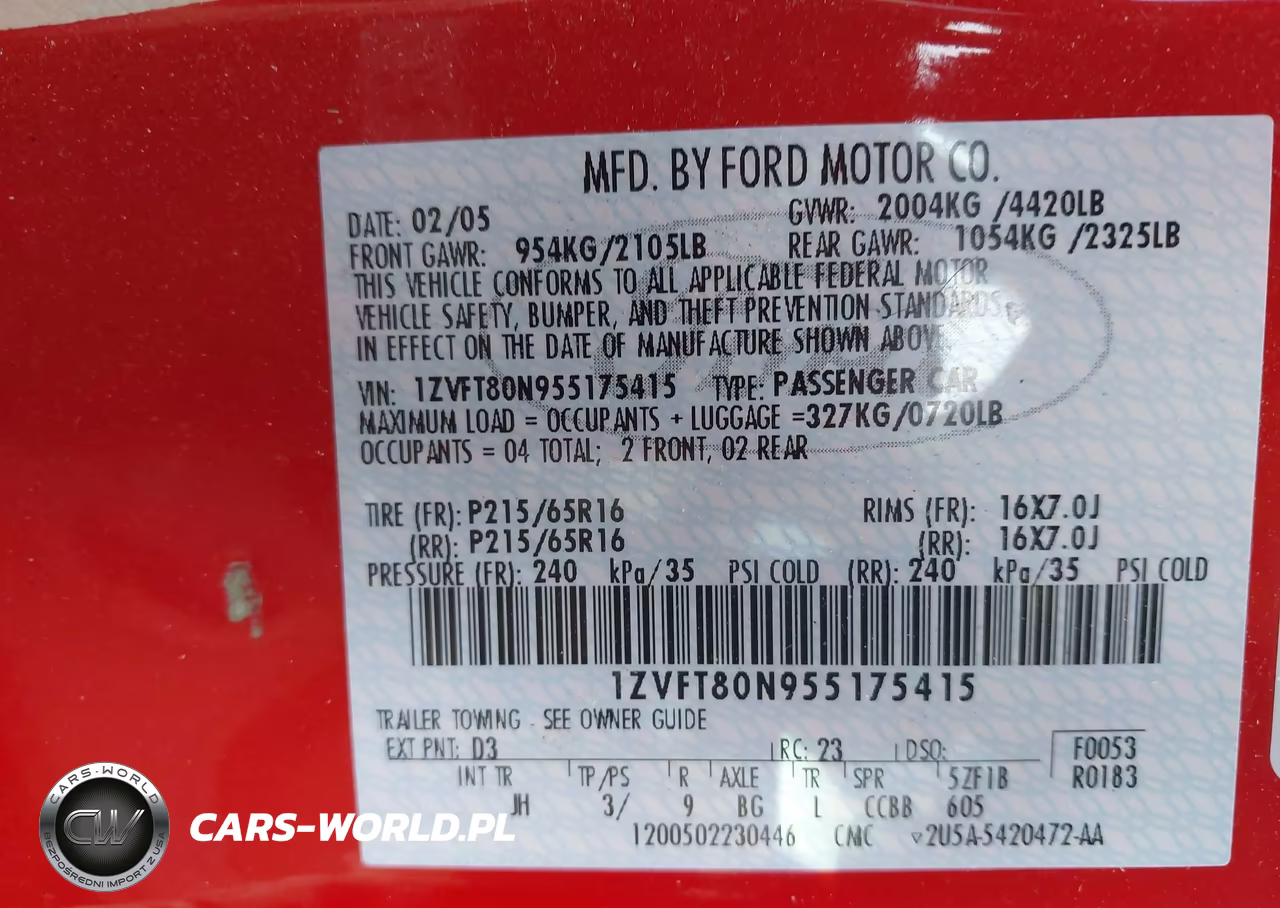 MFD. BY FORD MOTOR CO.
DATE: 02/05 GVWR: 2004KG /4420LB
FRONT GAWR: 954KG/2105LB REAR GAWR: 1054KG /2325LB
THIS VEHICLE CONFORMS TO ALL APPLICABLE FEDERAL MOTOR
VEHICLE SAFETY, BUMPER, AND THEFT PREVENTION STANDARDS
IN EFFECT ON THE DATE OF MANUFACTURE SHOWN ABOVE
VIN: 1ZVFT80N955175415 TYPE: PASSENGER CAR
MAXIMUM LOAD = OCCUPANTS + LUGGAGE =327KG/0720LB
OCCUPANTS = 04 TOTAL; 2 FRONT, 02 REAR
TIRE (FR): P215/65R16 RIMS (FR): 16X7.0J
(RR): P215/65R16 (RR): 16X7.0J
PRESSURE (FR): 240 kPa/35 PSI COLD (RR): 240 kPa/35 PSI COLD
1ZVFT80N955175415
TRAILER TOWING - SEE OWNER GUIDE
EXT PNT: D3 RC: 23 DSO: F0053
INT TR TP/PS R AXLE TR SPR 5ZF1B R0183
JH 3/ 9 BG L CCBB 605
1200502230446 CMC ▿2U5A-5420472-AA
CARS-WORLD
CW
BEZPOŚREDNI IMPORT Z USA
CARS-WORLD.PL